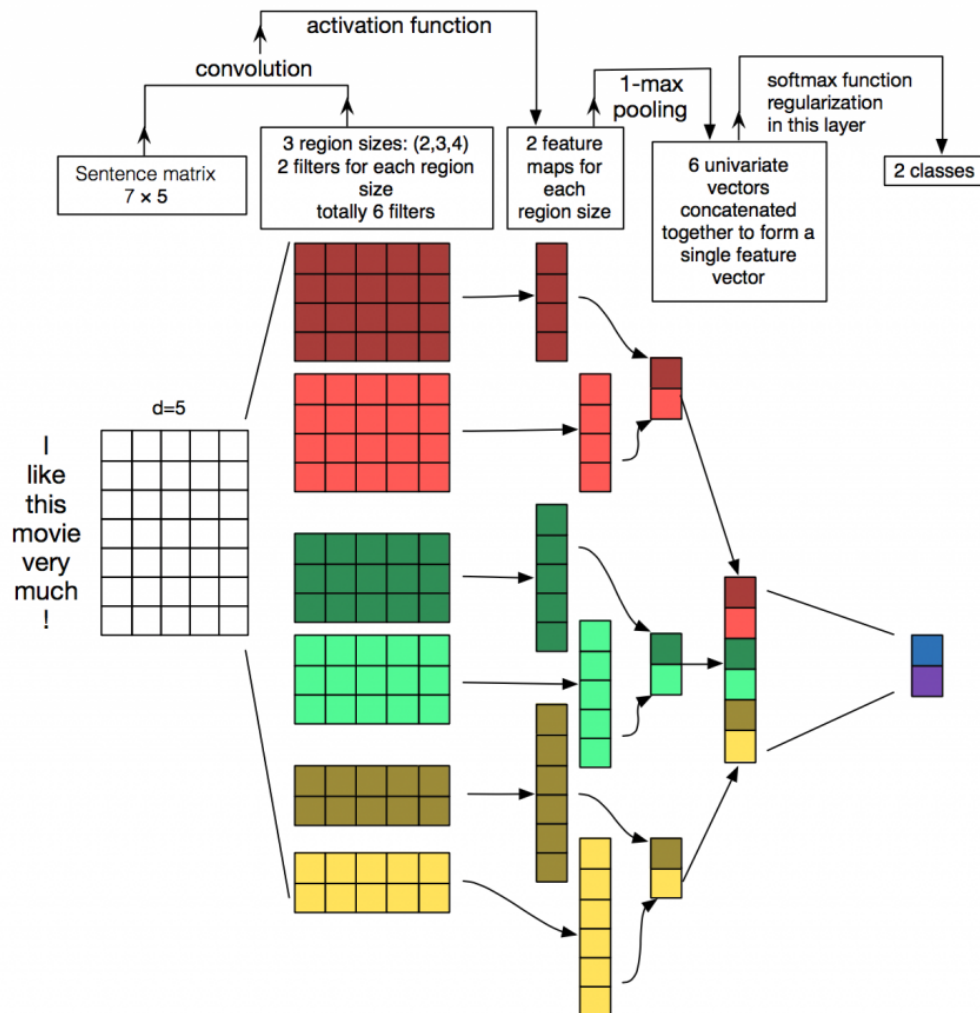 activation function
convolution
1-max
pooling
softmax function
regularization
in this layer
Sentence matrix
7 × 5
3 region sizes: (2,3,4)
2 filters for each region
size
totally 6 filters
2 feature
maps for
each
region size
6 univariate
vectors
concatenated
together to form a
single feature
vector
2 classes
d=5
I
like
this
movie
very
much
!